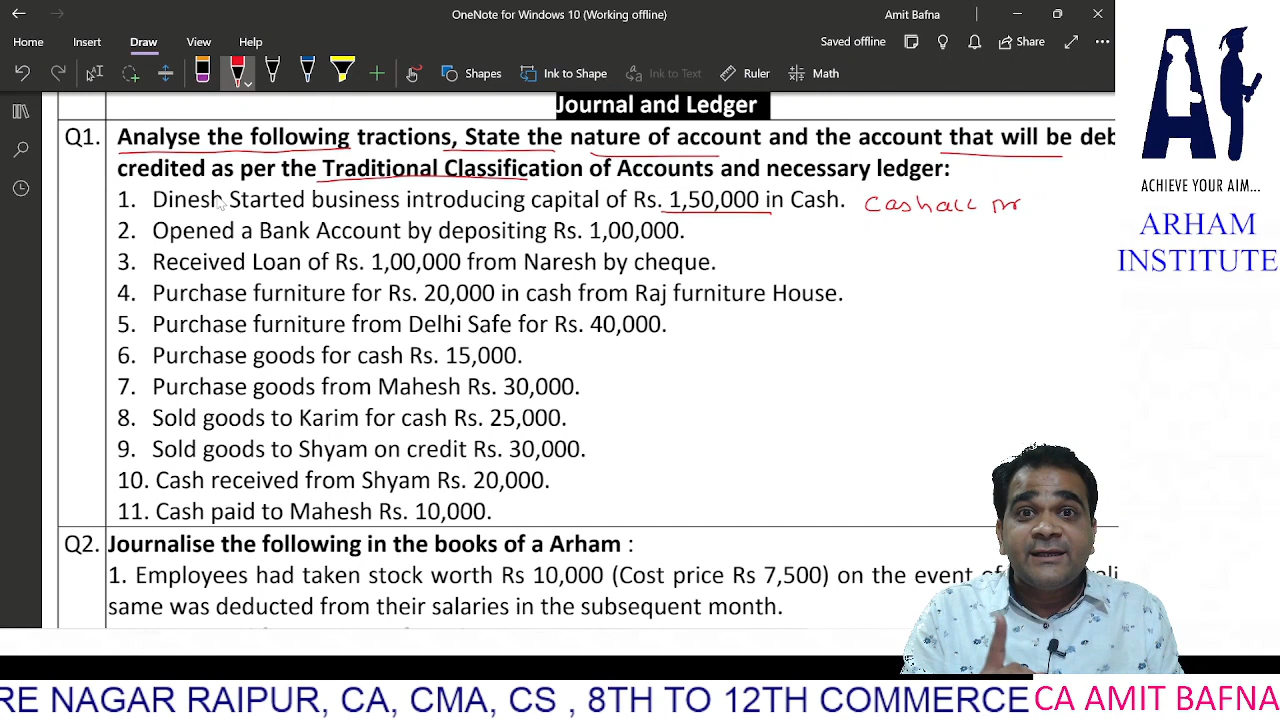 OneNote for Windows 10 (Working offline)
Amit Bafna
Home Insert Draw View Help
Saved offline
Share
Shapes
Ink to Shape
Ink to Text
Ruler
Math
Journal and Ledger
Q1. Analyse the following tractions, State the nature of account and the account that will be deb
credited as per the Traditional Classification of Accounts and necessary ledger:
1. Dinesh Started business introducing capital of Rs. 1,50,000 in Cash. Cash acc
2. Opened a Bank Account by depositing Rs. 1,00,000.
3. Received Loan of Rs. 1,00,000 from Naresh by cheque.
4. Purchase furniture for Rs. 20,000 in cash from Raj furniture House.
5. Purchase furniture from Delhi Safe for Rs. 40,000.
6. Purchase goods for cash Rs. 15,000.
7. Purchase goods from Mahesh Rs. 30,000.
8. Sold goods to Karim for cash Rs. 25,000.
9. Sold goods to Shyam on credit Rs. 30,000.
10. Cash received from Shyam Rs. 20,000.
11. Cash paid to Mahesh Rs. 10,000.
Q2. Journalise the following in the books of a Arham :
1. Employees had taken stock worth Rs 10,000 (Cost price Rs 7,500) on the event of
same was deducted from their salaries in the subsequent month.
ACHIEVE YOUR AIM...
ARHAM
INSTITUTE
RE NAGAR RAIPUR, CA, CMA, CS , 8TH TO 12TH COMMERCE
CA AMIT BAFNA